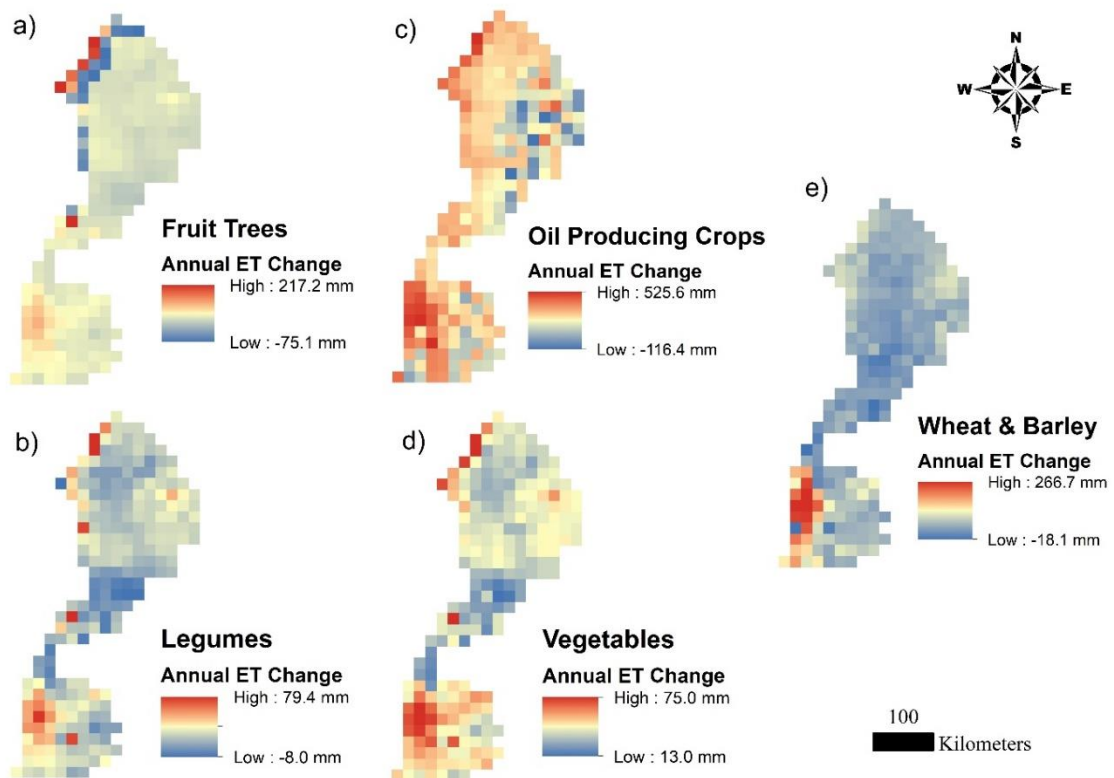 a)
Fruit Trees
Annual ET Change
High : 217.2 mm
Low : -75.1 mm
c)
Oil Producing Crops
Annual ET Change
High : 525.6 mm
Low : -116.4 mm
N
W E
S
b)
Legumes
Annual ET Change
High : 79.4 mm
Low : -8.0 mm
d)
Vegetables
Annual ET Change
High : 75.0 mm
Low : 13.0 mm
e)
Wheat & Barley
Annual ET Change
High : 266.7 mm
Low : -18.1 mm
100
Kilometers